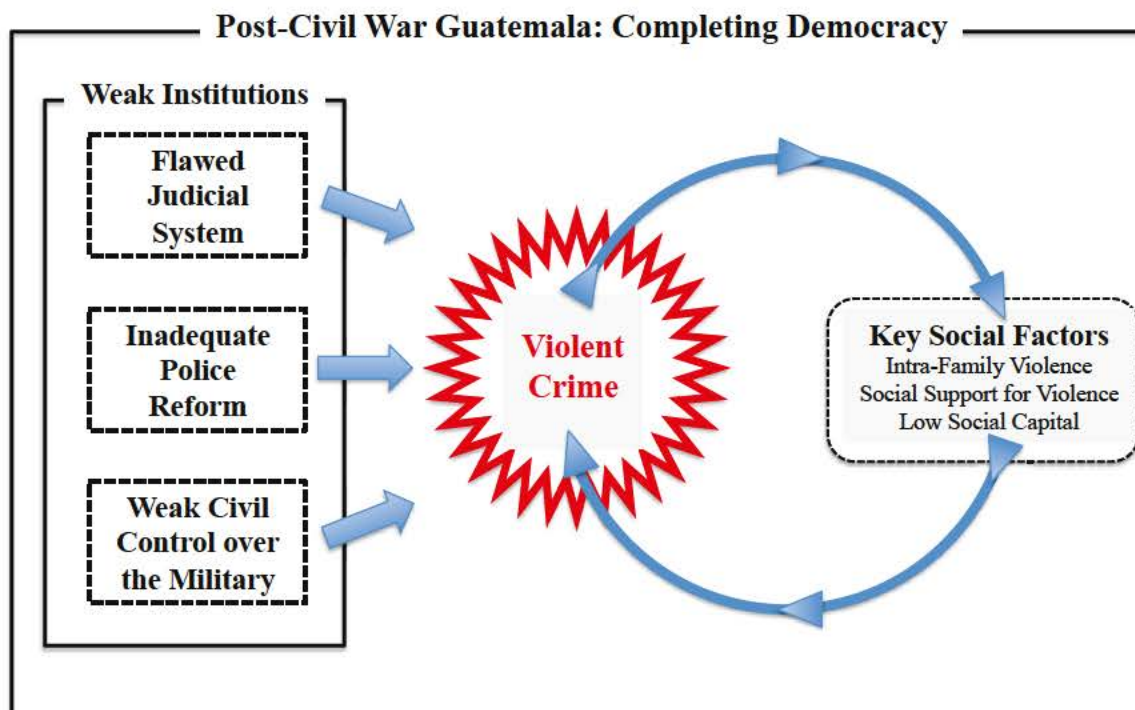 Post-Civil War Guatemala: Completing Democracy
Weak Institutions
Flawed
Judicial
System
Inadequate
Police
Reform
Weak Civil
Control over
the Military
Violent
Crime
Key Social Factors
Intra-Family Violence
Social Support for Violence
Low Social Capital